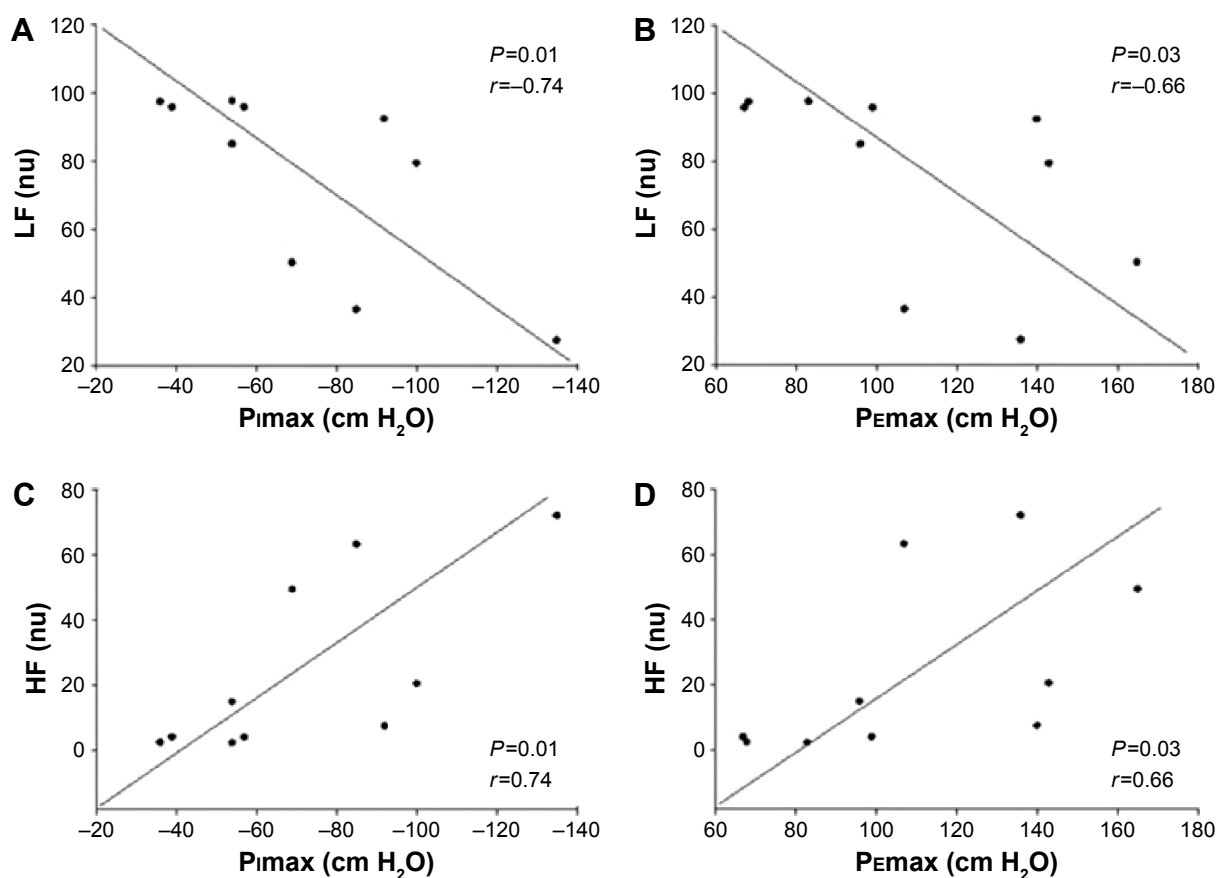 A
P=0.01
r=–0.74
LF (nu)
120
100
80
60
40
20
–20
–40
–60
–80
–100
–120
–140
PImax (cm H₂O)
B
P=0.03
r=–0.66
LF (nu)
120
100
80
60
40
20
60
80
100
120
140
160
180
PEmax (cm H₂O)
C
HF (nu)
80
60
40
20
0
P=0.01
r=0.74
–20
–40
–60
–80
–100
–120
–140
PImax (cm H₂O)
D
HF (nu)
80
60
40
20
0
P=0.03
r=0.66
60
80
100
120
140
160
180
PEmax (cm H₂O)